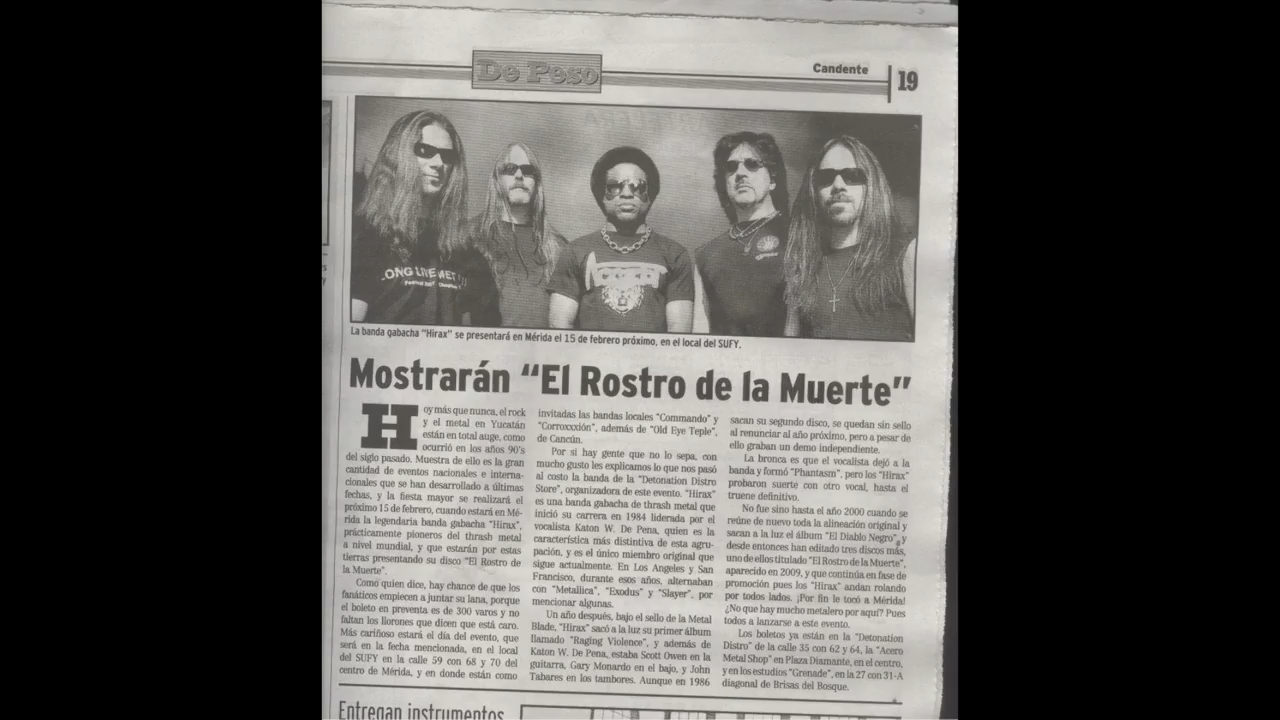 De Peso
Candente
19
LONG LIVE METAL
La banda gabacha "Hirax" se presentará en Mérida el 15 de febrero próximo, en el local del SUFY.
Mostrarán “El Rostro de la Muerte”
Hoy más que nunca, el rock
y el metal en Yucatán
están en total auge, como
ocurrió en los años 90's
del siglo pasado. Muestra de ello es la gran
cantidad de eventos nacionales e interna-
cionales que se han desarrollado a últimas
fechas, y la fiesta mayor se realizará el
próximo 15 de febrero, cuando estará en Mé-
rida la legendaria banda gabacha "Hirax",
prácticamente pioneros del thrash metal
a nivel mundial, y que estarán por estas
tierras presentando su disco "El Rostro de
la Muerte".
Como quien dice, hay chance de que los
fanáticos empiecen a juntar su lana, porque
el boleto en preventa es de 300 varos y no
faltan los llorones que dicen que está caro.
Más cariñoso estará el día del evento, que
será en la fecha mencionada, en el local
del SUFY en la calle 59 con 68 y 70 del
centro de Mérida, y en donde están como
invitadas las bandas locales "Commando" y
"Corroxxxión", además de "Old Eye Teple",
de Cancún.
Por si hay gente que no lo sepa, con
mucho gusto les explicamos lo que nos pasó
al costo la banda de la "Detonation Distro
Store", organizadora de este evento. "Hirax"
es una banda gabacha de thrash metal que
inició su carrera en 1984 liderada por el
vocalista Katon W. De Pena, quien es la
característica más distintiva de esta agru-
pación, y es el único miembro original que
sigue actualmente. En Los Angeles y San
Francisco, durante esos años, alternaban
con "Metallica", "Exodus" y "Slayer", por
mencionar algunas.
Un año después, bajo el sello de la Metal
Blade, "Hirax" sacó a la luz su primer álbum
llamado "Raging Violence", y además de
Katon W. De Pena, estaba Scott Owen en la
guitarra, Gary Monardo en el bajo, y John
Tabares en los tambores. Aunque en 1986
sacan su segundo disco, se quedan sin sello
al renunciar al año próximo, pero a pesar de
ello graban un demo independiente.
La bronca es que el vocalista dejó a la
banda y formó "Phantasm", pero los "Hirax"
probaron suerte con otro vocal, hasta el
truene definitivo.
No fue sino hasta el año 2000 cuando se
reúne de nuevo toda la alineación original y
sacan a la luz el álbum "El Diablo Negro", y
desde entonces han editado tres discos más,
uno de ellos titulado "El Rostro de la Muerte",
aparecido en 2009, y que continúa en fase de
promoción pues los "Hirax" andan rolando
por todos lados. ¡Por fin le tocó a Mérida!
¿No que hay mucho metalero por aquí? Pues
todos a lanzarse a este evento.
Los boletos ya están en la "Detonation
Distro" de la calle 35 con 62 y 64, la "Acero
Metal Shop" en Plaza Diamante, en el centro,
y en los estudios "Grenade", en la 27 con 31-A
diagonal de Brisas del Bosque.
Entregan instrumentos